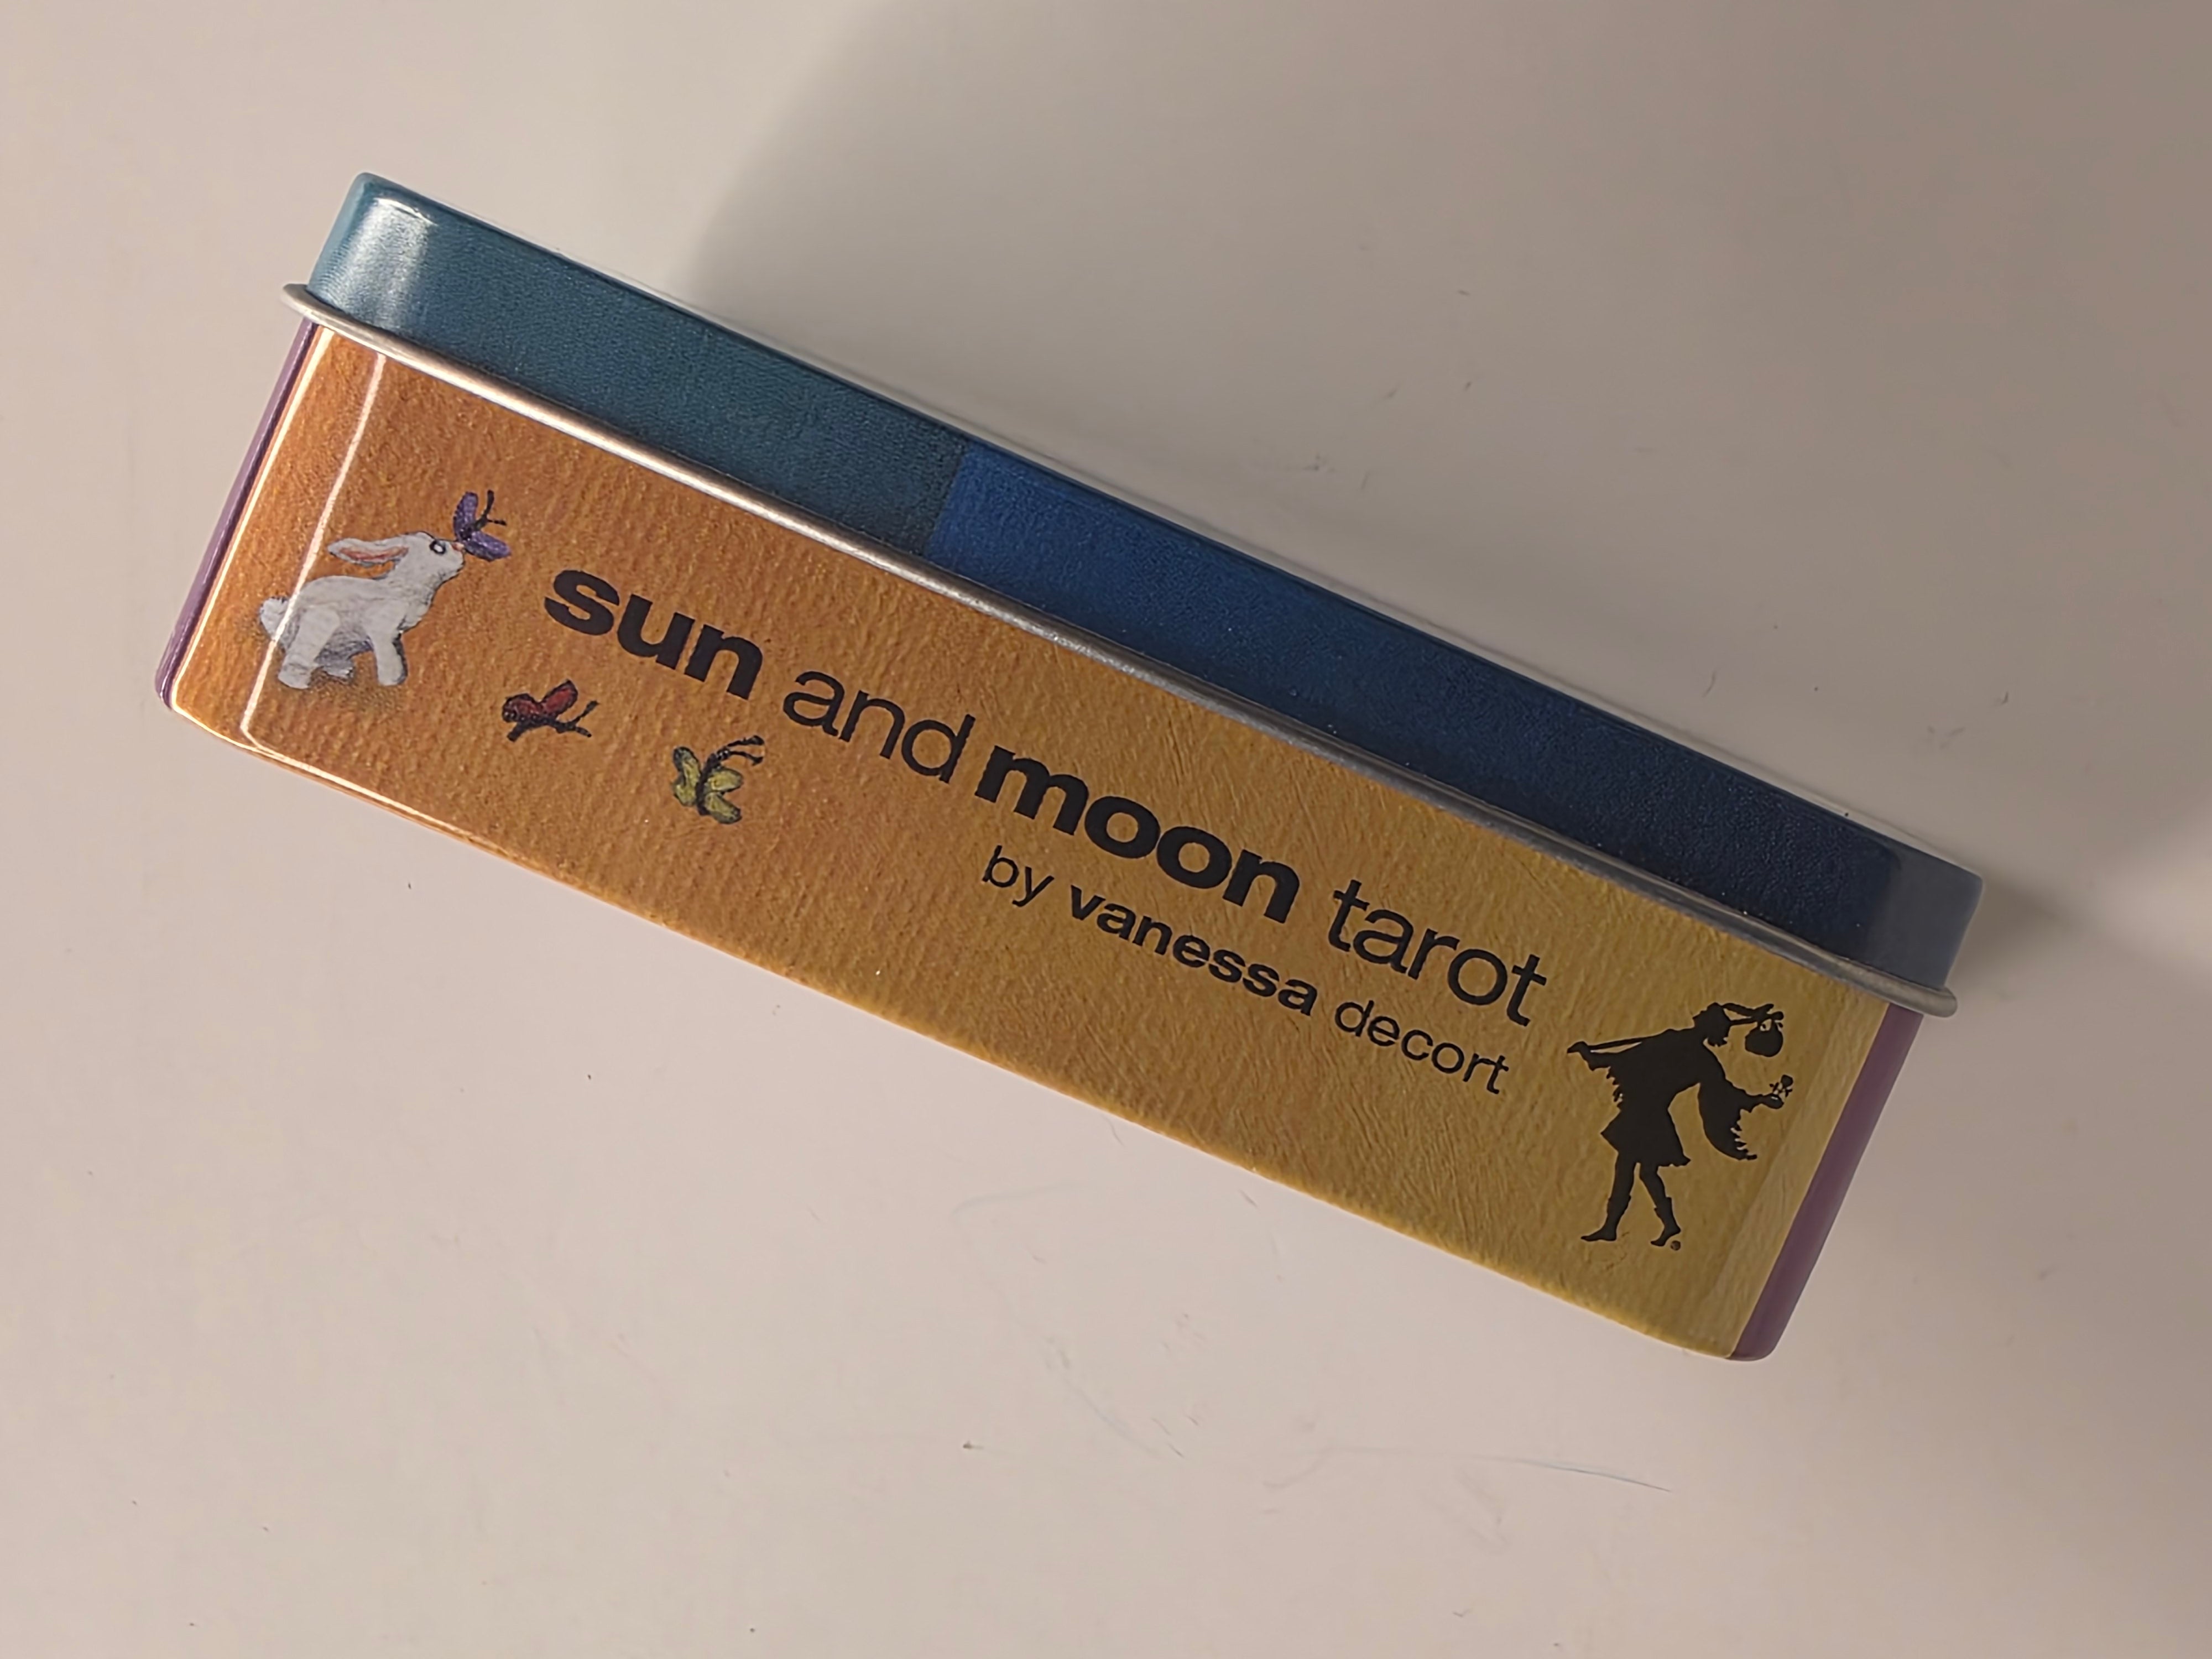 sun and moon tarot
by vanessa decort